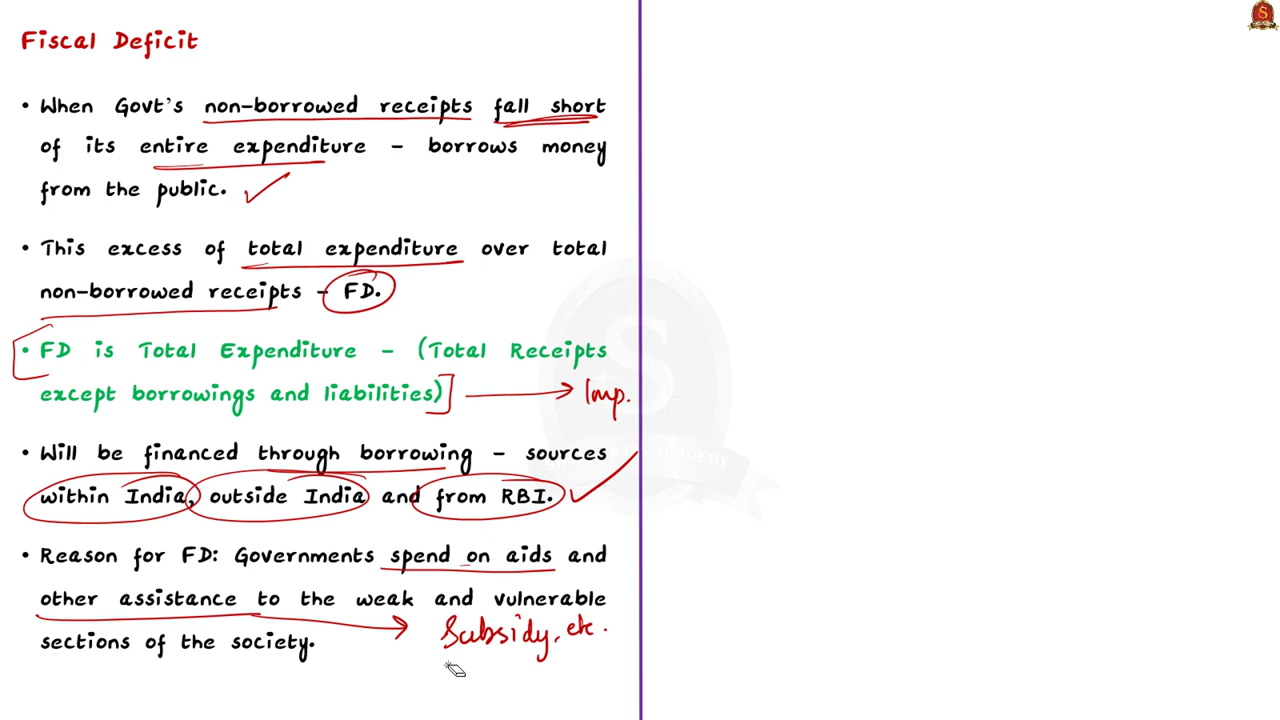 Fiscal Deficit
• When Govt's non-borrowed receipts fall short
of its entire expenditure - borrows money
from the public.
• This excess of total expenditure over total
non-borrowed receipts - FD.
• FD is Total Expenditure - (Total Receipts
except borrowings and liabilities)] → Imp.
• Will be financed through borrowing - sources
within India, outside India and from RBI.
• Reason for FD: Governments spend on aids and
other assistance to the weak and vulnerable
sections of the society.
→ Subsidy, etc.
S